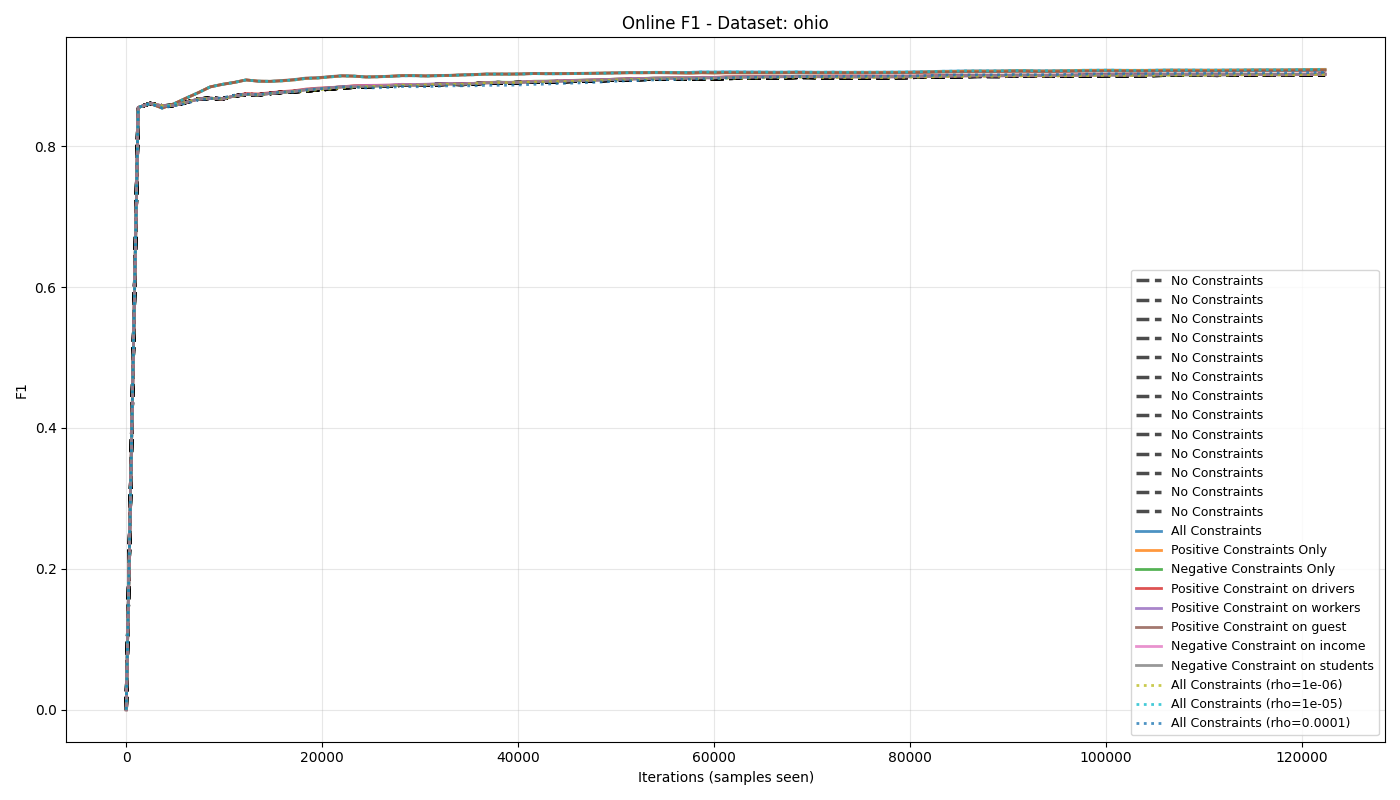 Online F1 - Dataset: ohio
F1
0.8
0.6
0.4
0.2
0.0
No Constraints
No Constraints
No Constraints
No Constraints
No Constraints
No Constraints
No Constraints
No Constraints
No Constraints
No Constraints
No Constraints
No Constraints
No Constraints
All Constraints
Positive Constraints Only
Negative Constraints Only
Positive Constraint on drivers
Positive Constraint on workers
Positive Constraint on guest
Negative Constraint on income
Negative Constraint on students
All Constraints (rho=1e-06)
All Constraints (rho=1e-05)
All Constraints (rho=0.0001)
0 20000 40000 60000 80000 100000 120000
Iterations (samples seen)